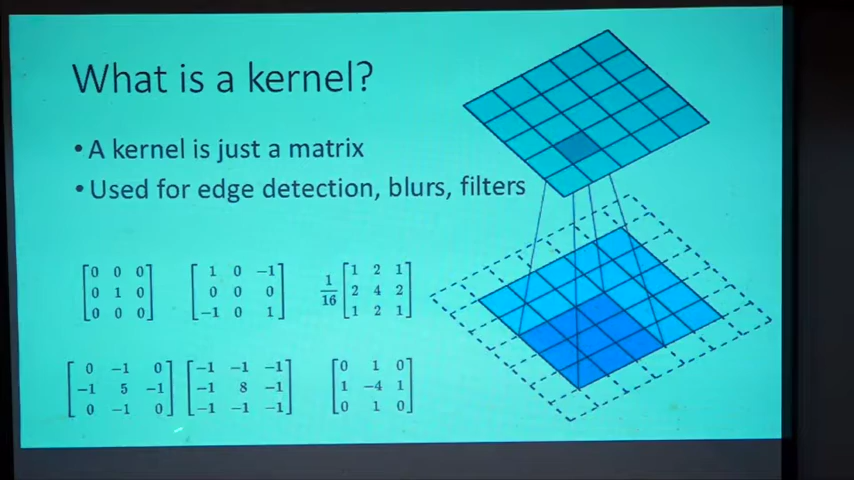 What is a kernel?
• A kernel is just a matrix
• Used for edge detection, blurs, filters
0 0 0
0 1 0
0 0 0
1 0 −1
0 0 0
−1 0 1
1/16
1 2 1
2 4 2
1 2 1
0 −1 0
−1 5 −1
0 −1 0
−1 −1 −1
−1 8 −1
−1 −1 −1
0 1 0
1 −4 1
0 1 0